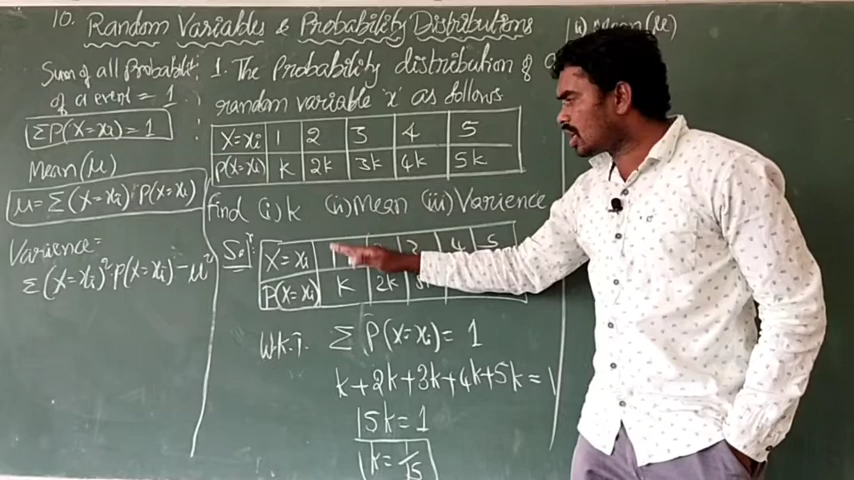 10. Random Variables & Probability Distributions
Sum of all Probabilit
of a event = 1
ΣP(X=xi) = 1
Mean(μ)
μ = Σ(X=xi) P(X=xi)
Varience=
Σ(X=xi)² P(X=xi) - μ²
1. The Probability distribution of a
random variable 'x' as follows
X=xi 1 2 3 4 5
P(X=xi) k 2k 3k 4k 5k
find (i) k (ii) Mean (iii) Varience
Sol:
X=xi 1 4 5
P(X=xi) k 2k
W.K.T. Σ P(X=xi) = 1
k+2k+3k+4k+5k=1
15k=1
k=1/15
(ii) Mean(μ)